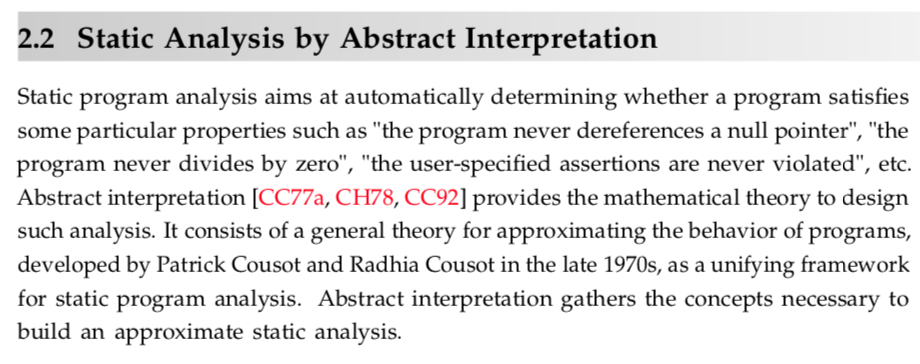 2.2 Static Analysis by Abstract Interpretation
Static program analysis aims at automatically determining whether a program satisfies
some particular properties such as "the program never dereferences a null pointer", "the
program never divides by zero", "the user-specified assertions are never violated", etc.
Abstract interpretation [CC77a, CH78, CC92] provides the mathematical theory to design
such analysis. It consists of a general theory for approximating the behavior of programs,
developed by Patrick Cousot and Radhia Cousot in the late 1970s, as a unifying framework
for static program analysis. Abstract interpretation gathers the concepts necessary to
build an approximate static analysis.